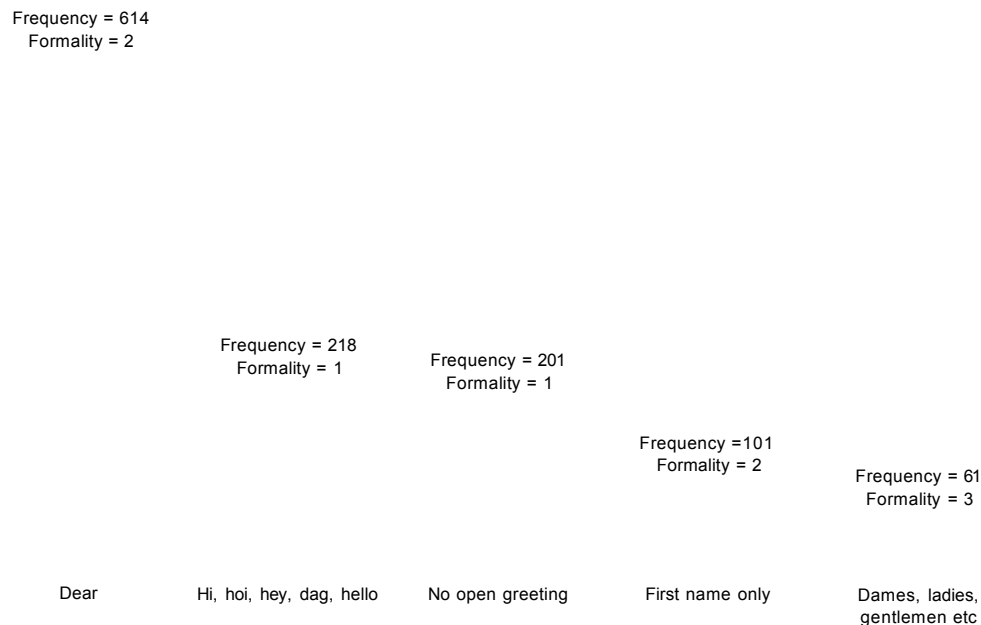 Frequency = 614
Formality = 2
Frequency = 218
Formality = 1
Frequency = 201
Formality = 1
Frequency =101
Formality = 2
Frequency = 61
Formality = 3
Dear
Hi, hoi, hey, dag, hello
No open greeting
First name only
Dames, ladies,
gentlemen etc